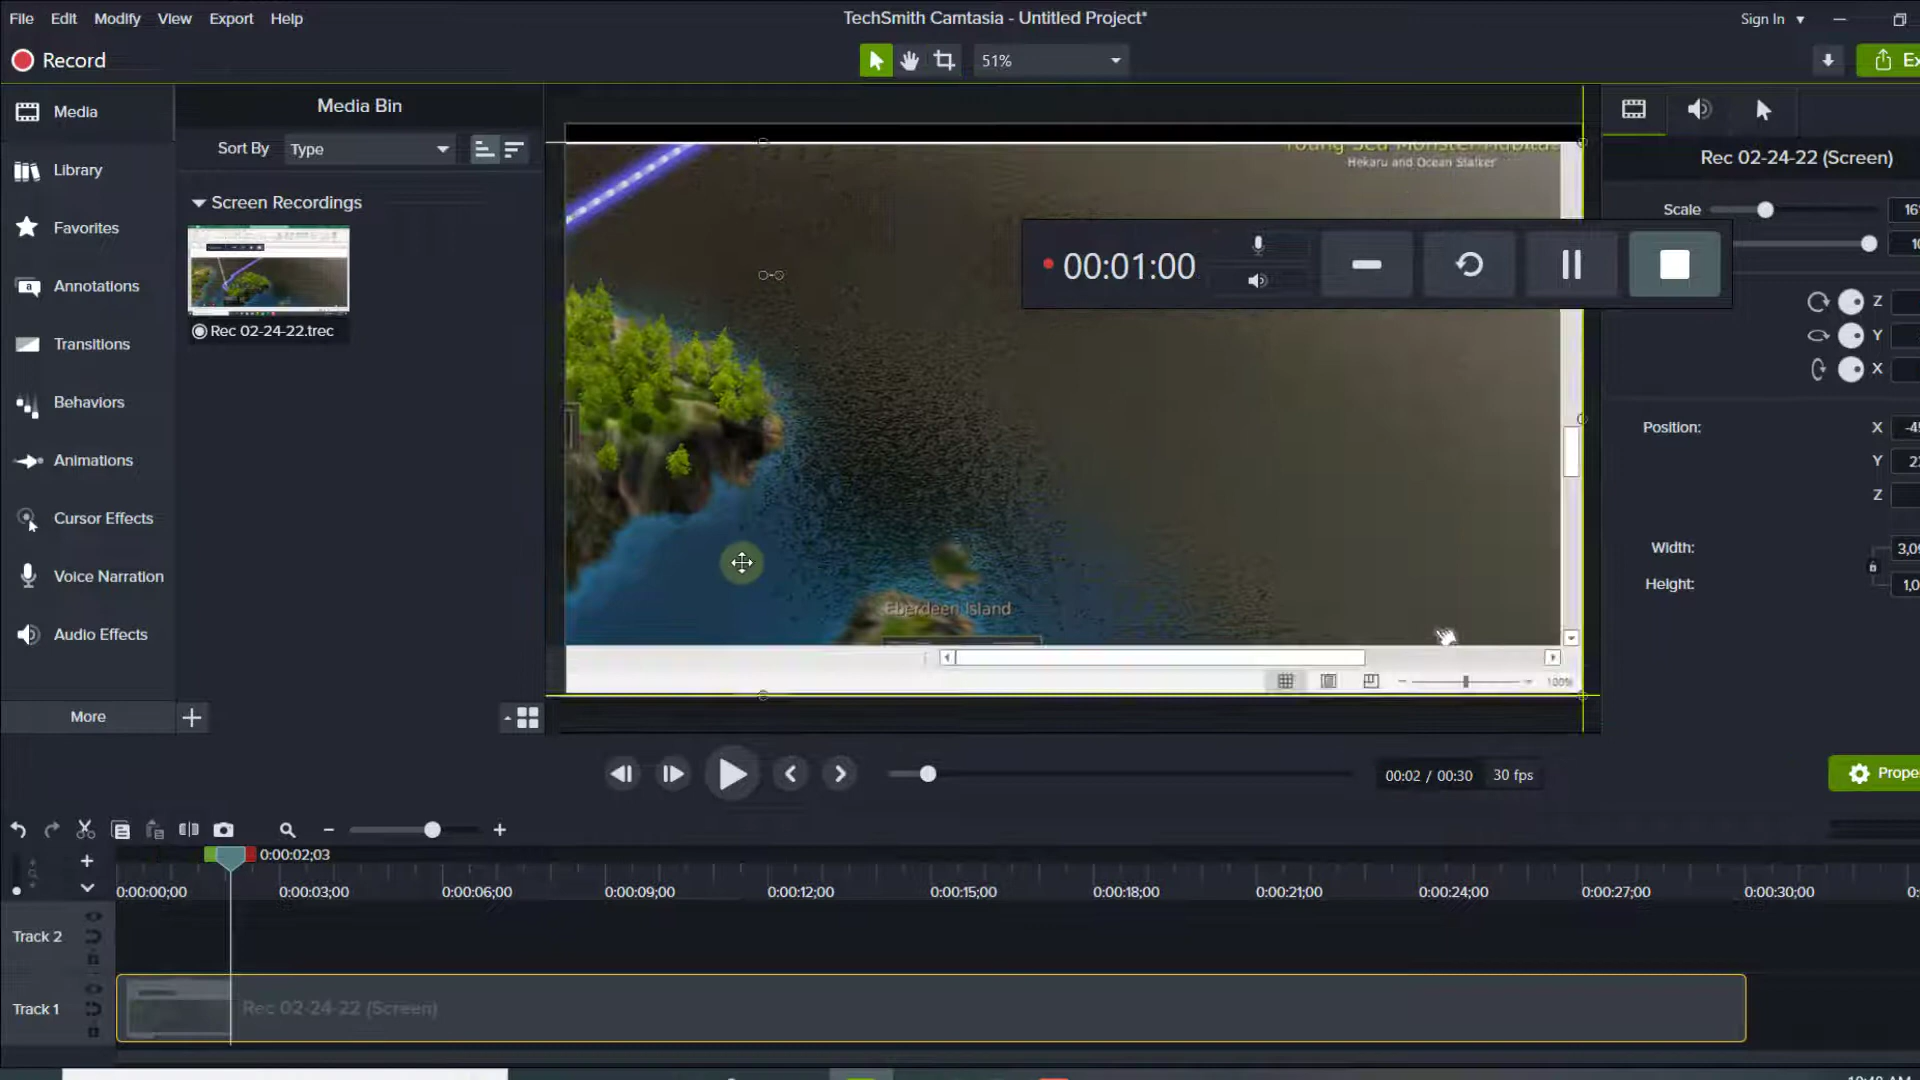 File Edit Modify View Export Help
TechSmith Camtasia - Untitled Project*
Sign In
Record
51%
Media
Library
Favorites
Annotations
Transitions
Behaviors
Animations
Cursor Effects
Voice Narration
Audio Effects
More
Media Bin
Sort By Type
Screen Recordings
Rec 02-24-22.trec
Young Sea Monster Habitat
Hekaru and Ocean Stalker
00:01:00
Eberdeen Island
100%
Rec 02-24-22 (Screen)
Scale
Z
Y
X
Position: X
Y
Z
Width:
Height:
00:02 / 00:30 30 fps
0:00:02;03
0:00:00;00 0:00:03;00 0:00:06;00 0:00:09;00 0:00:12;00 0:00:15;00 0:00:18;00 0:00:21;00 0:00:24;00 0:00:27;00 0:00:30;00
Track 2
Track 1
Rec 02-24-22 (Screen)